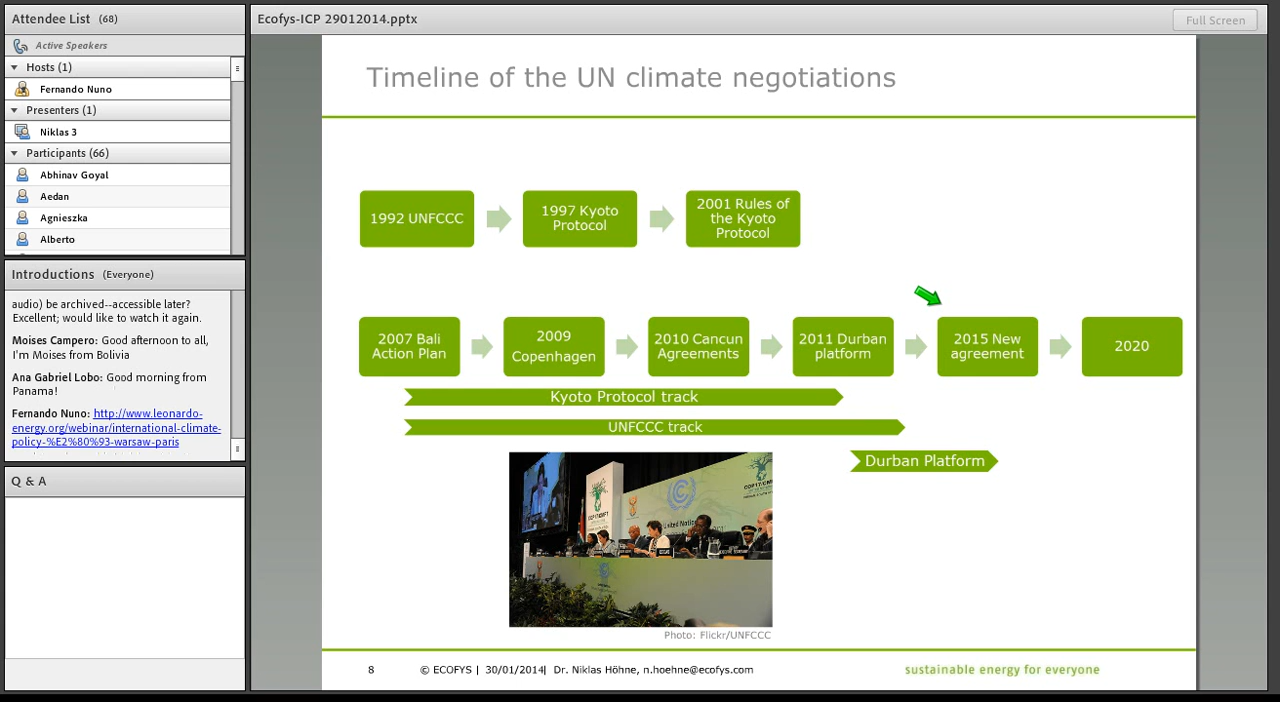 Attendee List (68)
Active Speakers
Hosts (1)
Fernando Nuno
Presenters (1)
Niklas 3
Participants (66)
Abhinav Goyal
Aedan
Agnieszka
Alberto
Introductions (Everyone)
audio) be archived--accessible later?
Excellent; would like to watch it again.
Moises Campero: Good afternoon to all,
I'm Moises from Bolivia
Ana Gabriel Lobo: Good morning from
Panama!
Fernando Nuno: http://www.leonardo-
energy.org/webinar/international-climate-
policy-%E2%80%93-warsaw-paris
Q & A
Ecofys-ICP 29012014.pptx
Full Screen
Timeline of the UN climate negotiations
1992 UNFCCC
1997 Kyoto
Protocol
2001 Rules of
the Kyoto
Protocol
2007 Bali
Action Plan
2009
Copenhagen
2010 Cancun
Agreements
2011 Durban
platform
2015 New
agreement
2020
Kyoto Protocol track
UNFCCC track
Durban Platform
COP17/CMP7
United Nations
Photo: Flickr/UNFCCC
8
© ECOFYS | 30/01/2014| Dr. Niklas Höhne, n.hoehne@ecofys.com
sustainable energy for everyone